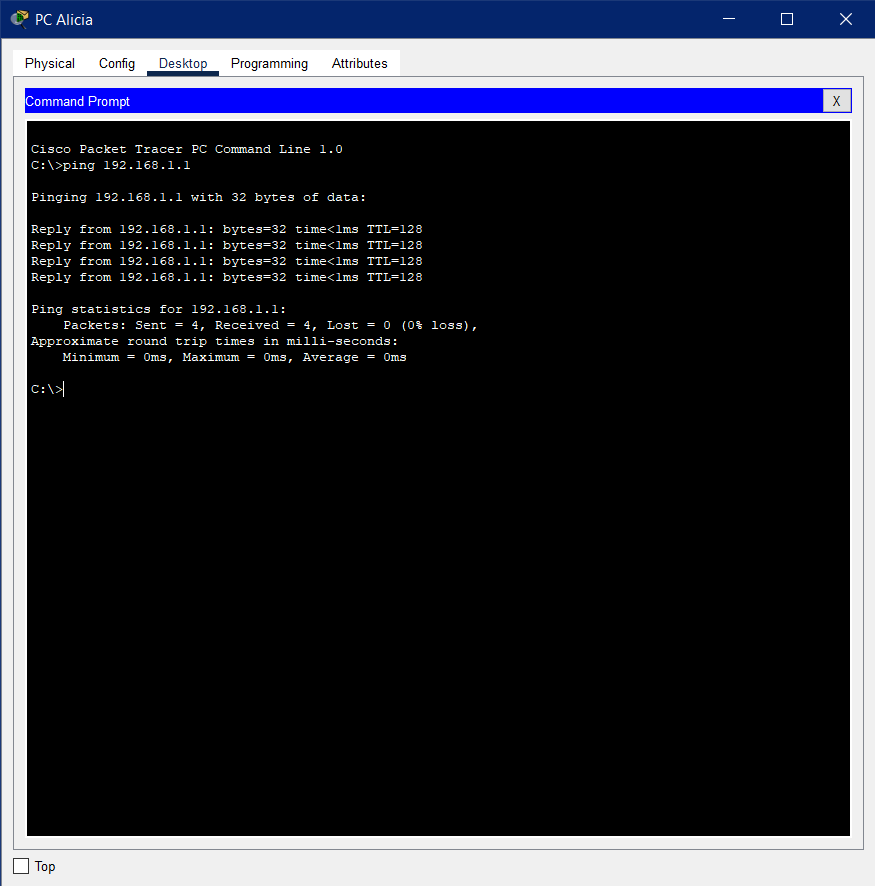 PC Alicia
Physical Config Desktop Programming Attributes
Command Prompt X
Cisco Packet Tracer PC Command Line 1.0
C:\>ping 192.168.1.1
Pinging 192.168.1.1 with 32 bytes of data:
Reply from 192.168.1.1: bytes=32 time<1ms TTL=128
Reply from 192.168.1.1: bytes=32 time<1ms TTL=128
Reply from 192.168.1.1: bytes=32 time<1ms TTL=128
Reply from 192.168.1.1: bytes=32 time<1ms TTL=128
Ping statistics for 192.168.1.1:
Packets: Sent = 4, Received = 4, Lost = 0 (0% loss),
Approximate round trip times in milli-seconds:
Minimum = 0ms, Maximum = 0ms, Average = 0ms
C:\>
Top